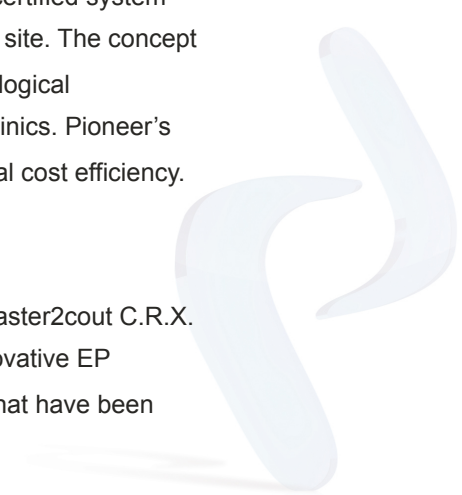 certified system
site. The concept
logical
inics. Pioneer's
al cost efficiency.
aster2cout C.R.X.
ovative EP
hat have been